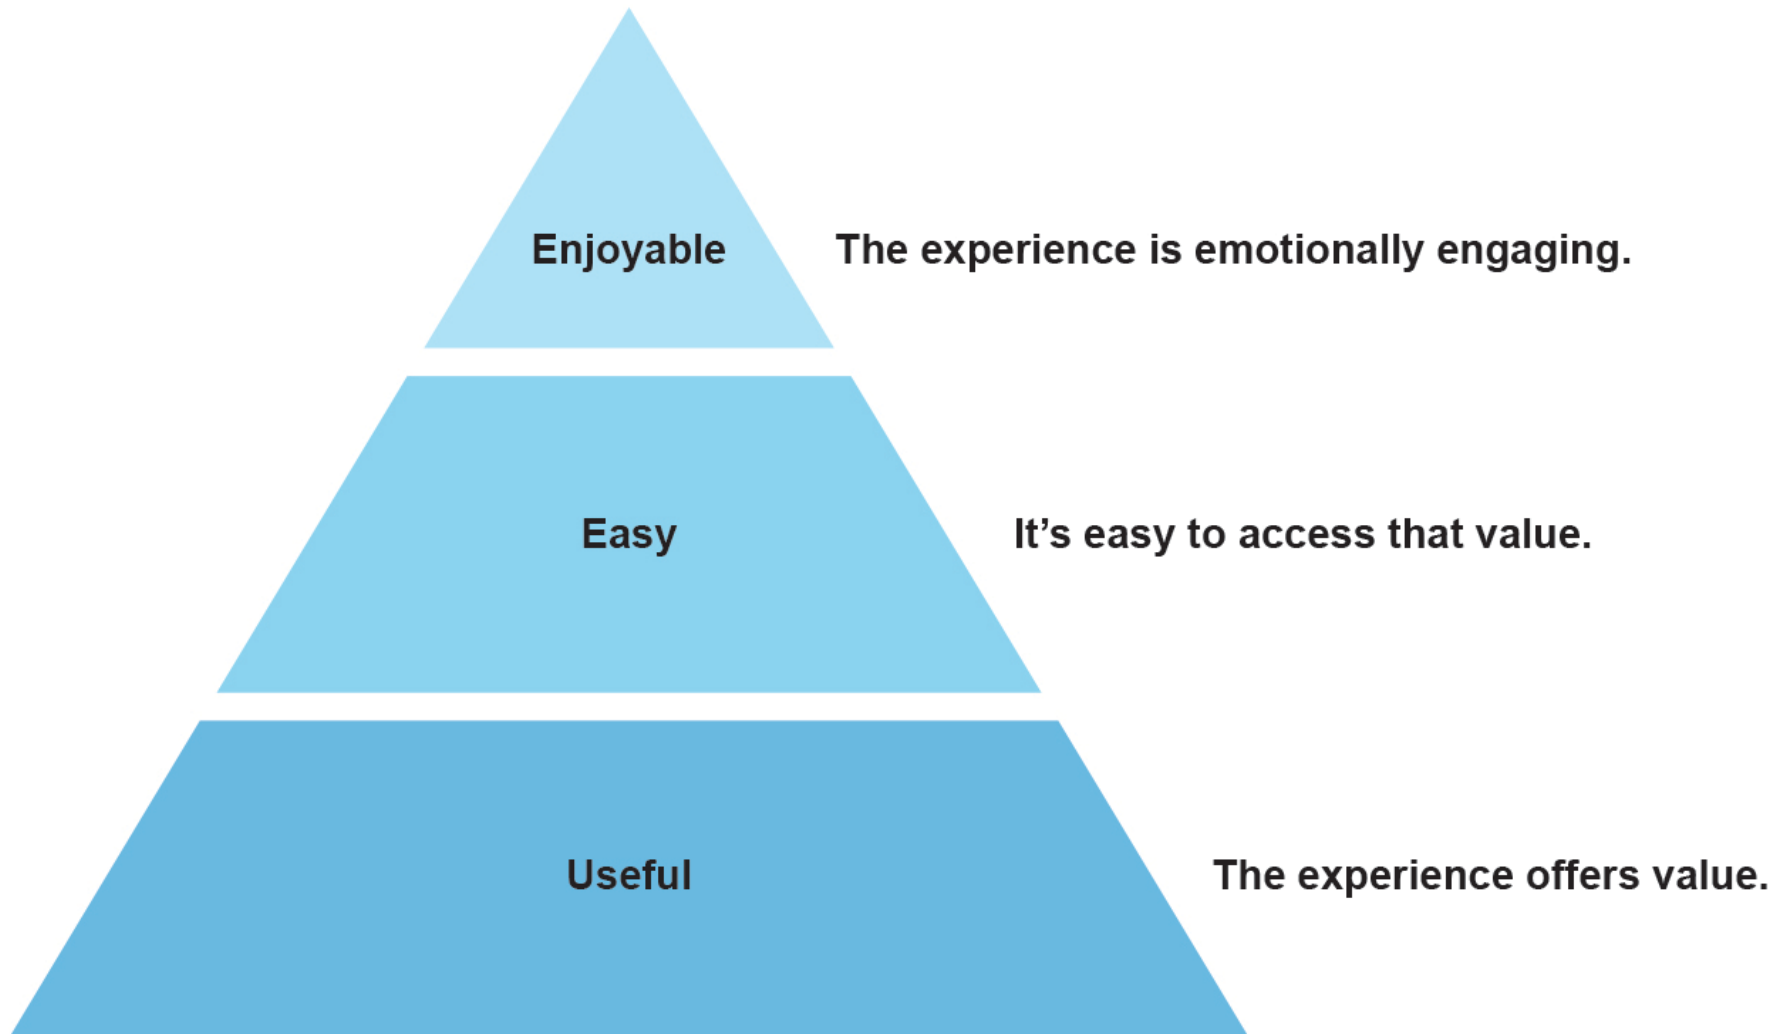 Enjoyable The experience is emotionally engaging.
Easy It’s easy to access that value.
Useful The experience offers value.